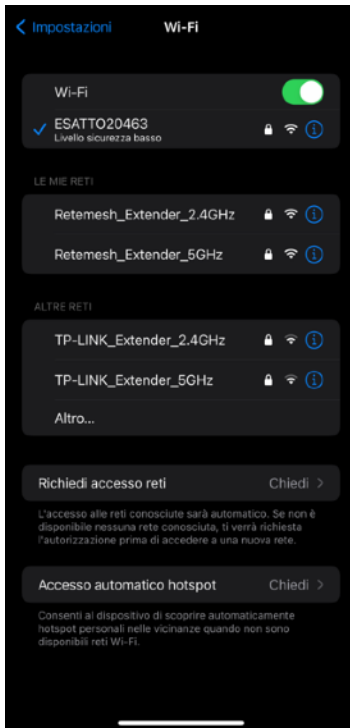 Impostazioni
Wi-Fi
Wi-Fi
ESATTO20463
Livello sicurezza basso
LE MIE RETI
Retemesh_Extender_2.4GHz
Retemesh_Extender_5GHz
ALTRE RETI
TP-LINK_Extender_2.4GHz
TP-LINK_Extender_5GHz
Altro...
Richiedi accesso reti Chiedi
L'accesso alle reti conosciute sarà automatico. Se non è
disponibile nessuna rete conosciuta, ti verrà richiesta
l'autorizzazione prima di accedere a una nuova rete.
Accesso automatico hotspot Chiedi
Consenti al dispositivo di scoprire automaticamente
hotspot personali nelle vicinanze quando non sono
disponibili reti Wi-Fi.